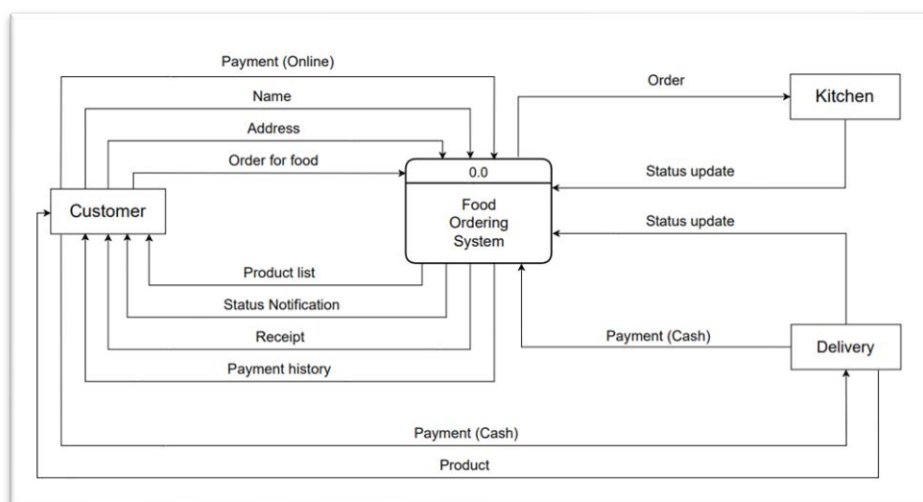 Payment (Online)
Name
Address
Order for food
Customer
0.0
Food
Ordering
System
Order
Kitchen
Status update
Status update
Product list
Status Notification
Receipt
Payment history
Payment (Cash)
Delivery
Payment (Cash)
Product